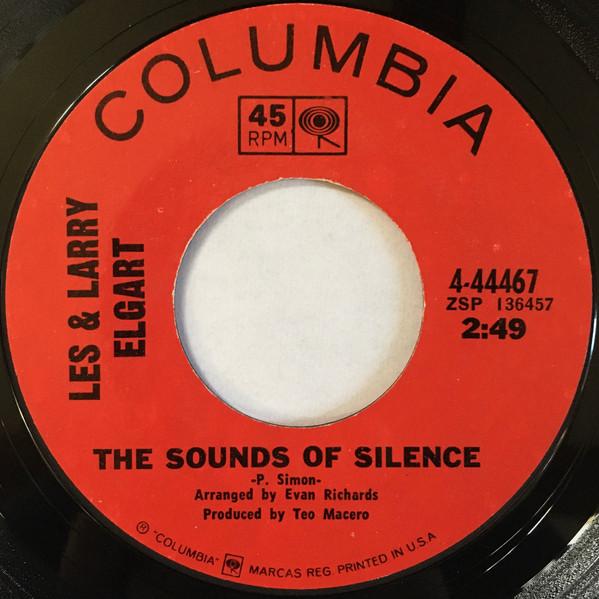 COLUMBIA
45
RPM
LES & LARRY
ELGART
4-44467
ZSP 136457
2:49
THE SOUNDS OF SILENCE
-P. Simon-
Arranged by Evan Richards
Produced by Teo Macero
Ⓟ "COLUMBIA" MARCAS REG. PRINTED IN U.S.A